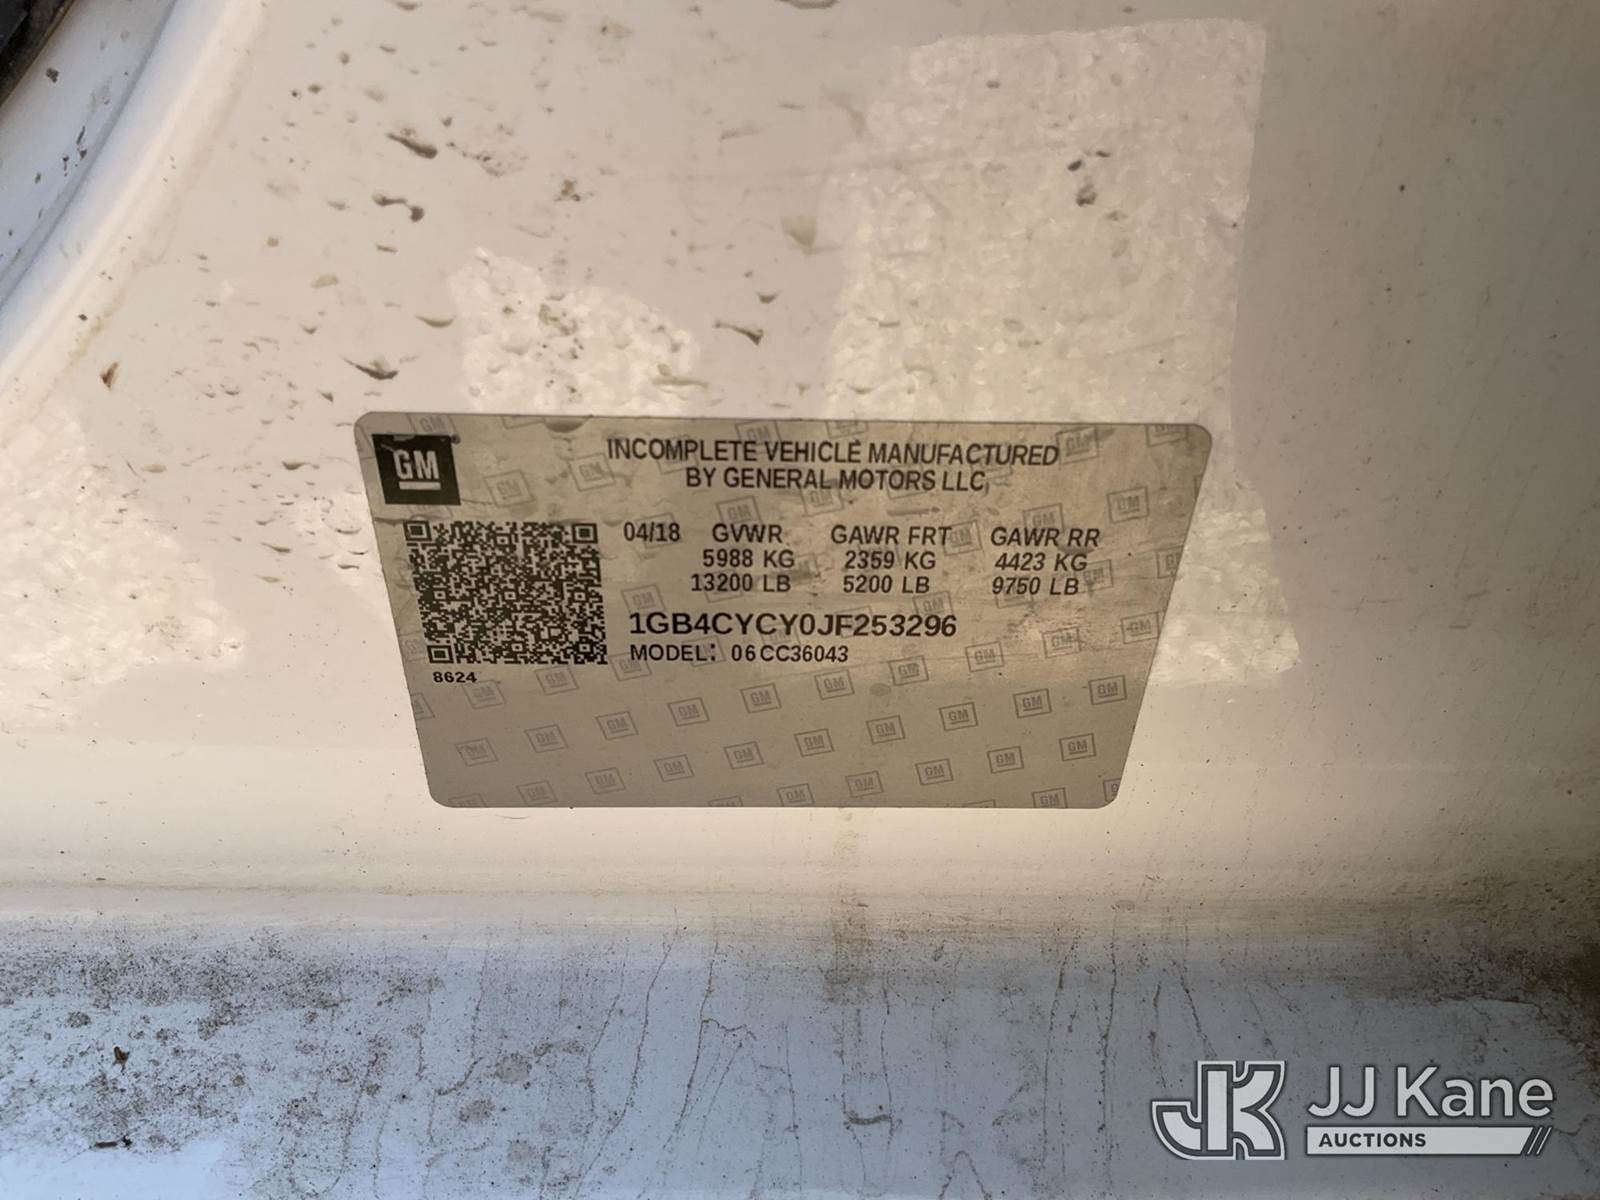 GM
INCOMPLETE VEHICLE MANUFACTURED
BY GENERAL MOTORS LLC,
04/18 GVWR GAWR FRT GAWR RR
5988 KG 2359 KG 4423 KG
13200 LB 5200 LB 9750 LB
1GB4CYCY0JF253296
MODEL: 06CC36043
8624
JK JJ Kane
AUCTIONS